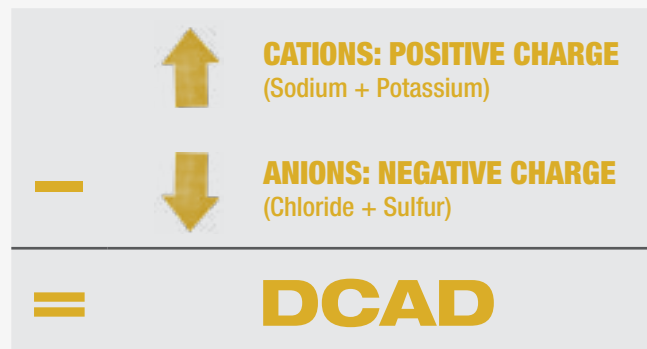 CATIONS: POSITIVE CHARGE
(Sodium + Potassium)
– ANIONS: NEGATIVE CHARGE
(Chloride + Sulfur)
= DCAD